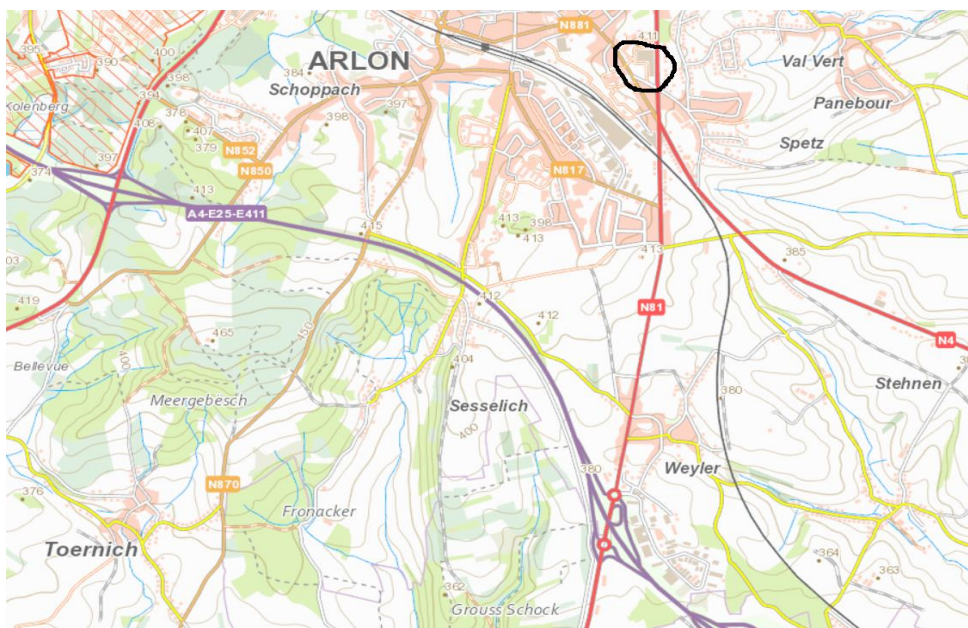 395
400
398
394
Kolenberg
408
378
407
379
397
374
413
N852
N850
A4-E25-E411
ARLON
384
Schoppach
397
398
N881
411
Val Vert
Panebour
Spetz
N817
413
398
413
413
415
385
419
465
450
400
412
412
404
N81
N4
Bellevue
Meergebesch
Sesselich
400
380
Stehnen
Weyler
380
376
N870
Fronacker
Toernich
362
Grouss Schock
364
363